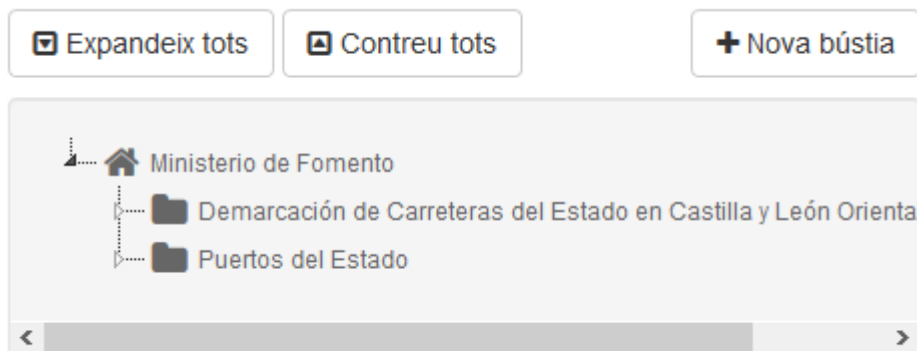 Expandeix tots Contreu tots Nova bústia
Ministerio de Fomento
Demarcación de Carreteras del Estado en Castilla y León Orienta
Puertos del Estado